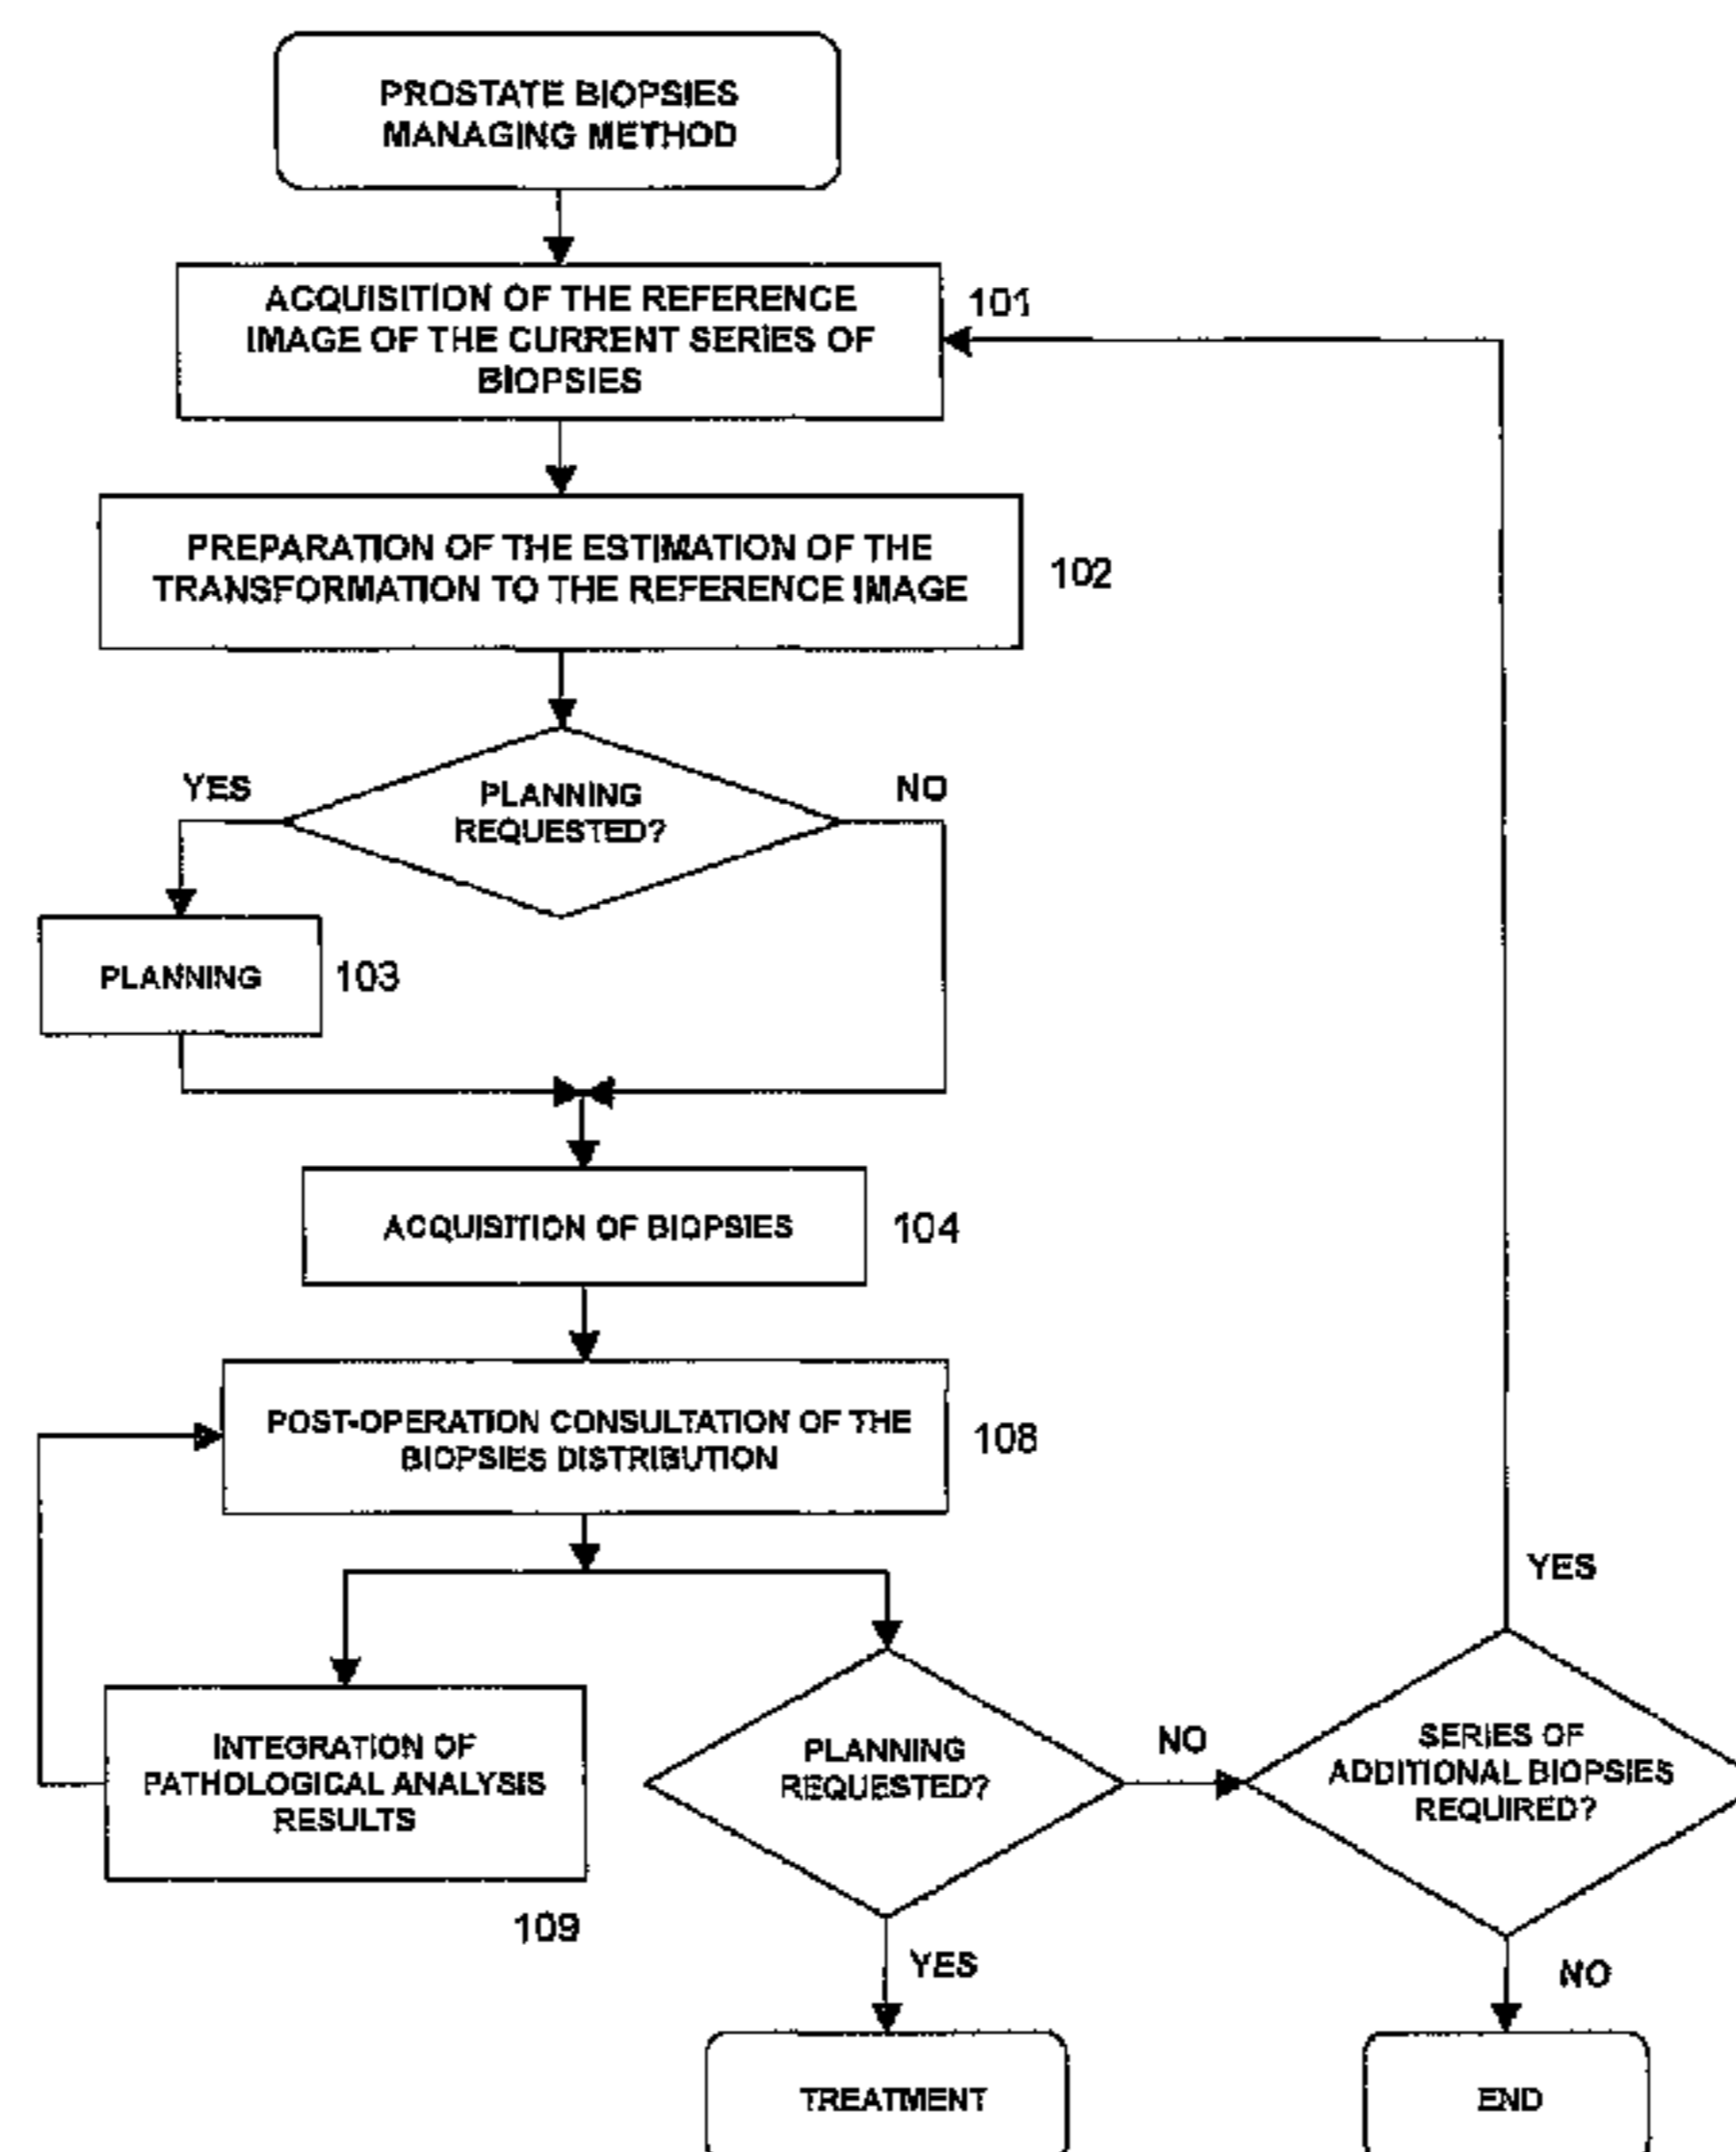 PROSTATE BIOPSIES
MANAGING METHOD
ACQUISITION OF THE REFERENCE
IMAGE OF THE CURRENT SERIES OF
BIOPSIES
101
PREPARATION OF THE ESTIMATION OF THE
TRANSFORMATION TO THE REFERENCE IMAGE
102
YES
PLANNING
REQUESTED?
NO
PLANNING
103
ACQUISITION OF BIOPSIES
104
POST-OPERATION CONSULTATION OF THE
BIOPSIES DISTRIBUTION
108
YES
INTEGRATION OF
PATHOLOGICAL ANALYSIS
RESULTS
109
PLANNING
REQUESTED?
NO
SERIES OF
ADDITIONAL BIOPSIES
REQUIRED?
YES
NO
TREATMENT
END